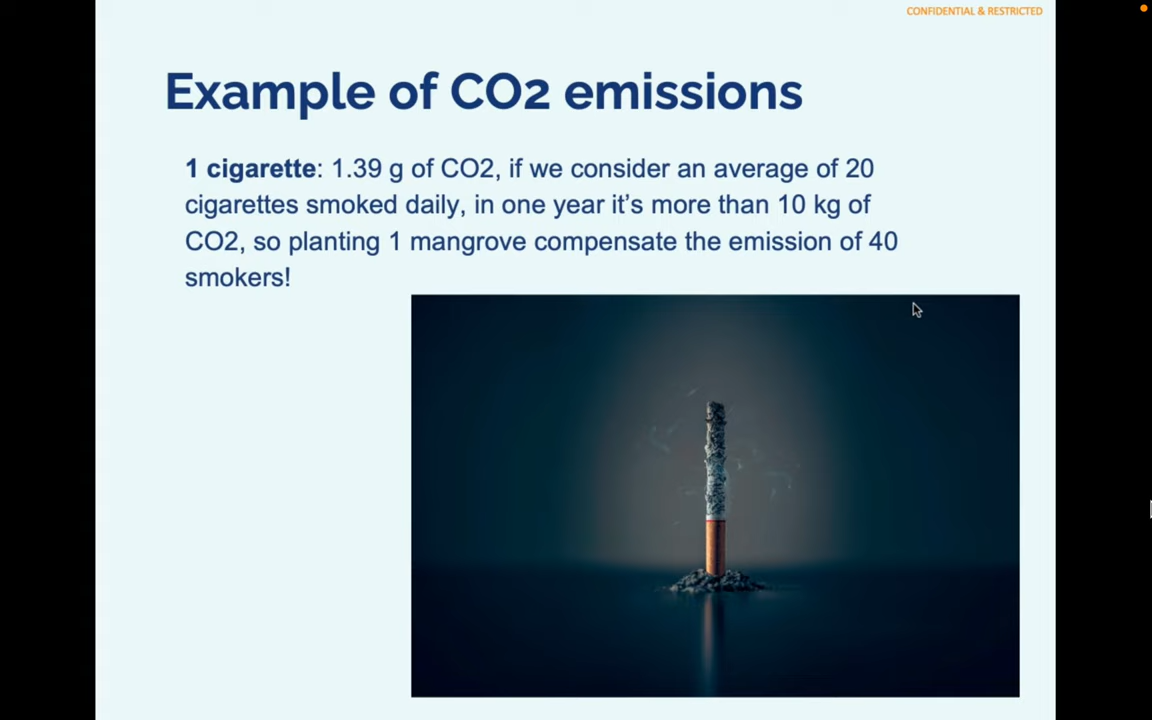 CONFIDENTIAL & RESTRICTED
Example of CO2 emissions
1 cigarette: 1.39 g of CO2, if we consider an average of 20
cigarettes smoked daily, in one year it’s more than 10 kg of
CO2, so planting 1 mangrove compensate the emission of 40
smokers!